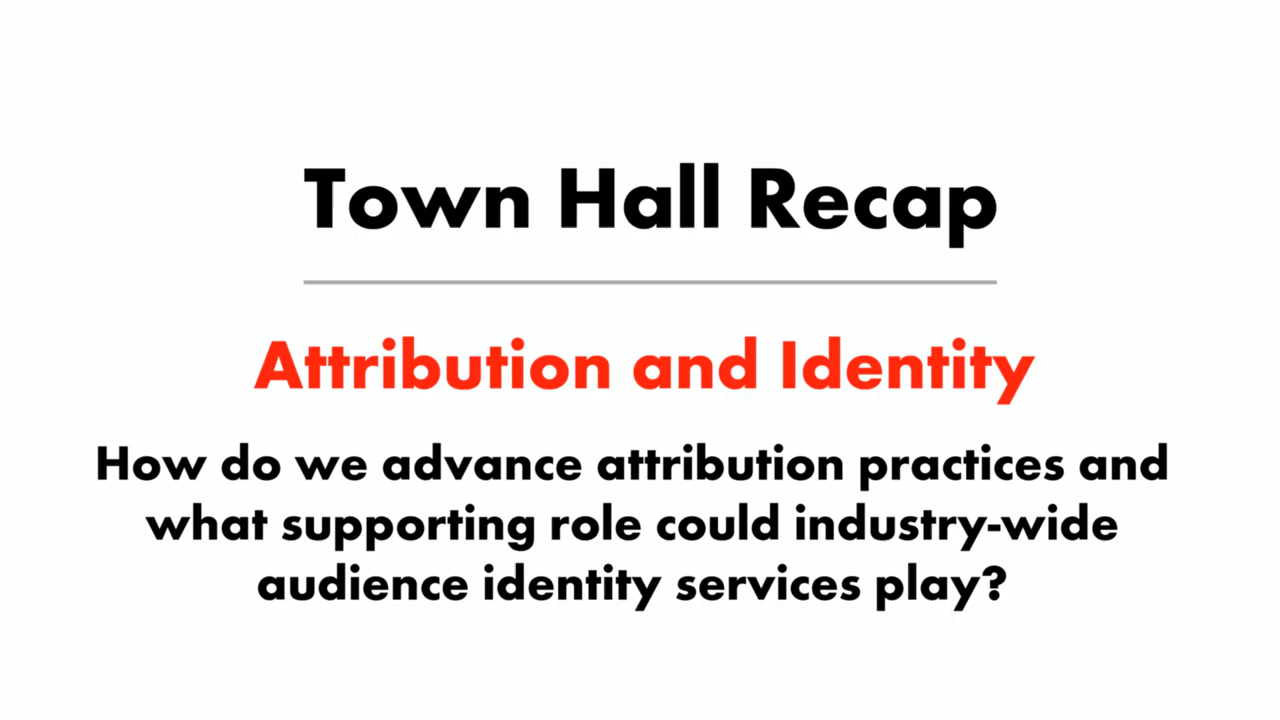 Town Hall Recap
Attribution and Identity
How do we advance attribution practices and
what supporting role could industry-wide
audience identity services play?